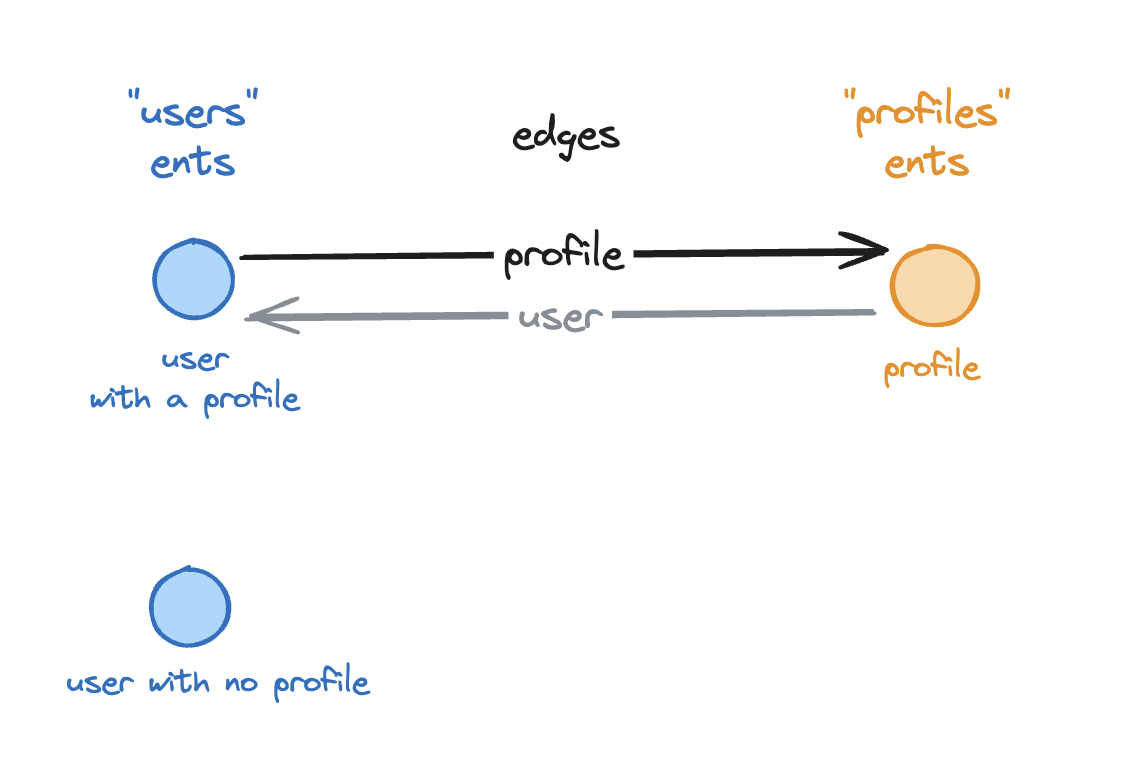 "users"
ents
edges
"profiles"
ents
profile
user
user
with a profile
profile
user with no profile